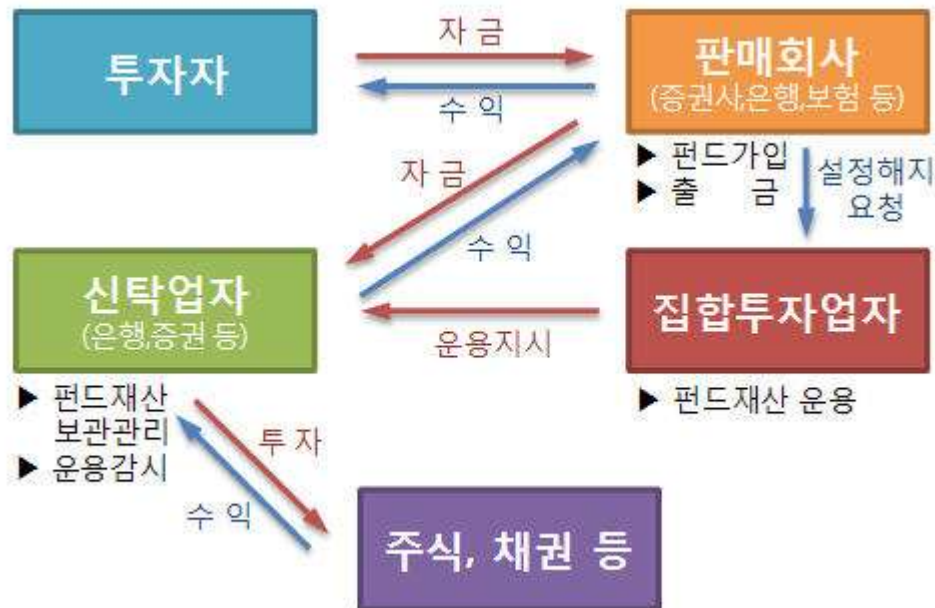 투자자
자 금
수 익
판매회사
(증권사,은행,보험 등)
▶ 펀드가입
▶ 출 금
설정해지
요청
자 금
수 익
신탁업자
(은행,증권 등)
운용지시
집합투자업자
▶ 펀드재산
보관관리
▶ 운용감시
▶ 펀드재산 운용
투 자
수 익
주식, 채권 등